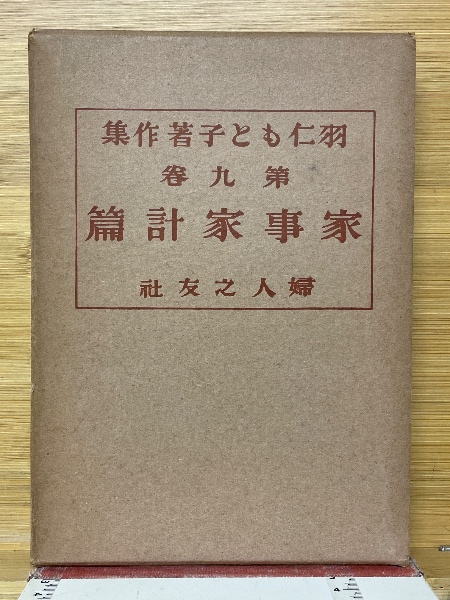 羽仁もと子著作集
第九卷
家事家計篇
婦人之友社